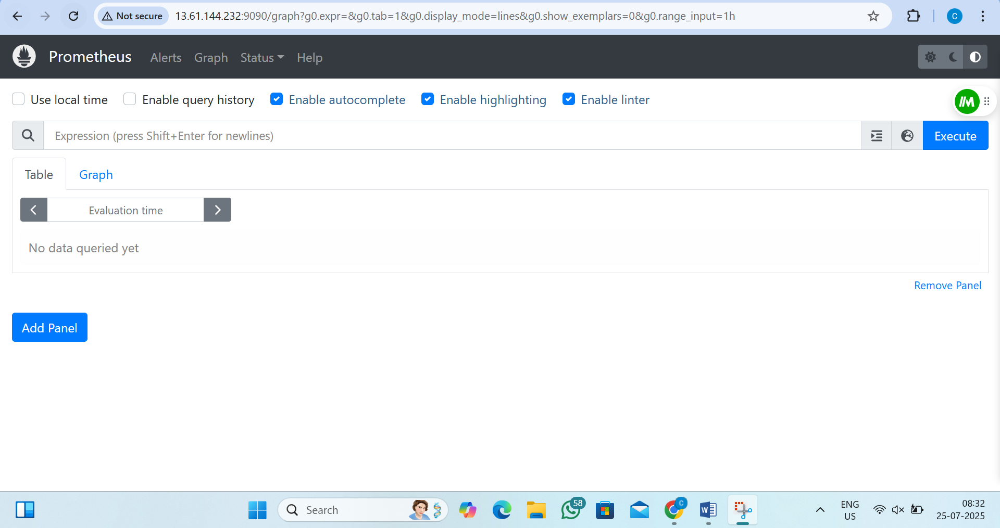 Not secure 13.61.144.232:9090/graph?g0.expr=&g0.tab=1&g0.display_mode=lines&g0.show_exemplars=0&g0.range_input=1h
C
Prometheus Alerts Graph Status Help
Use local time Enable query history Enable autocomplete Enable highlighting Enable linter
Expression (press Shift+Enter for newlines) Execute
Table Graph
Evaluation time
No data queried yet
Remove Panel
Add Panel
Search
58
C
W
ENG
US
08:32
25-07-2025